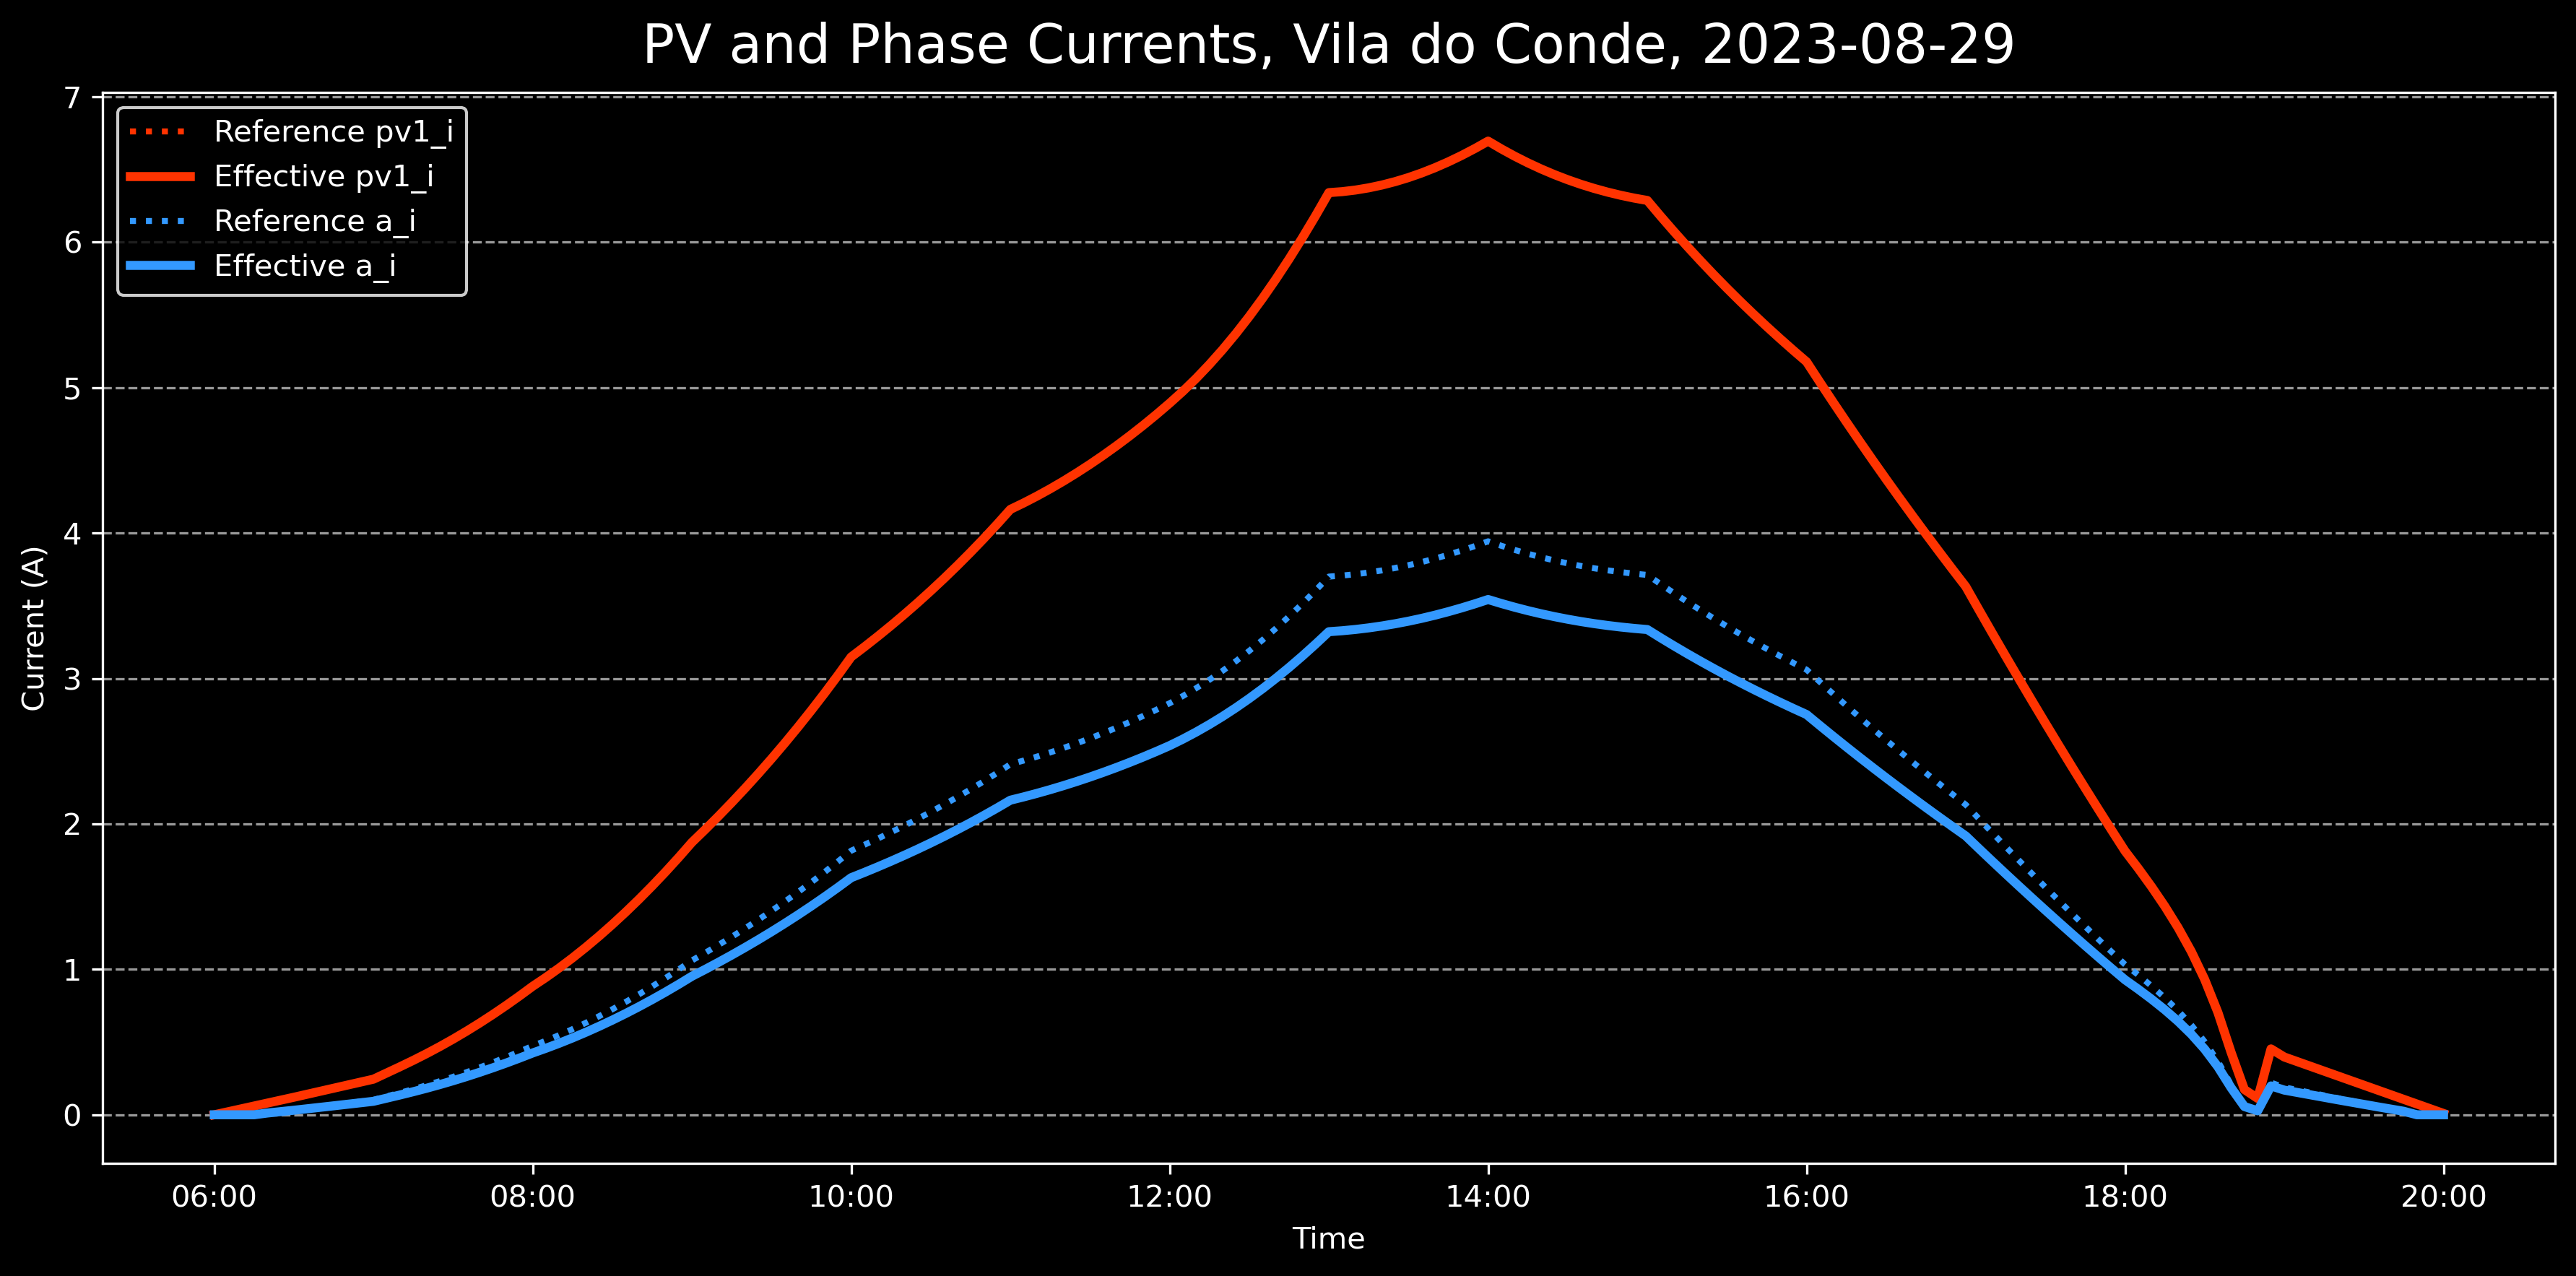 PV and Phase Currents, Vila do Conde, 2023-08-29
Reference pv1_i
Effective pv1_i
Reference a_i
Effective a_i
Current (A)
7
6
5
4
3
2
1
0
06:00 08:00 10:00 12:00 14:00 16:00 18:00 20:00
Time